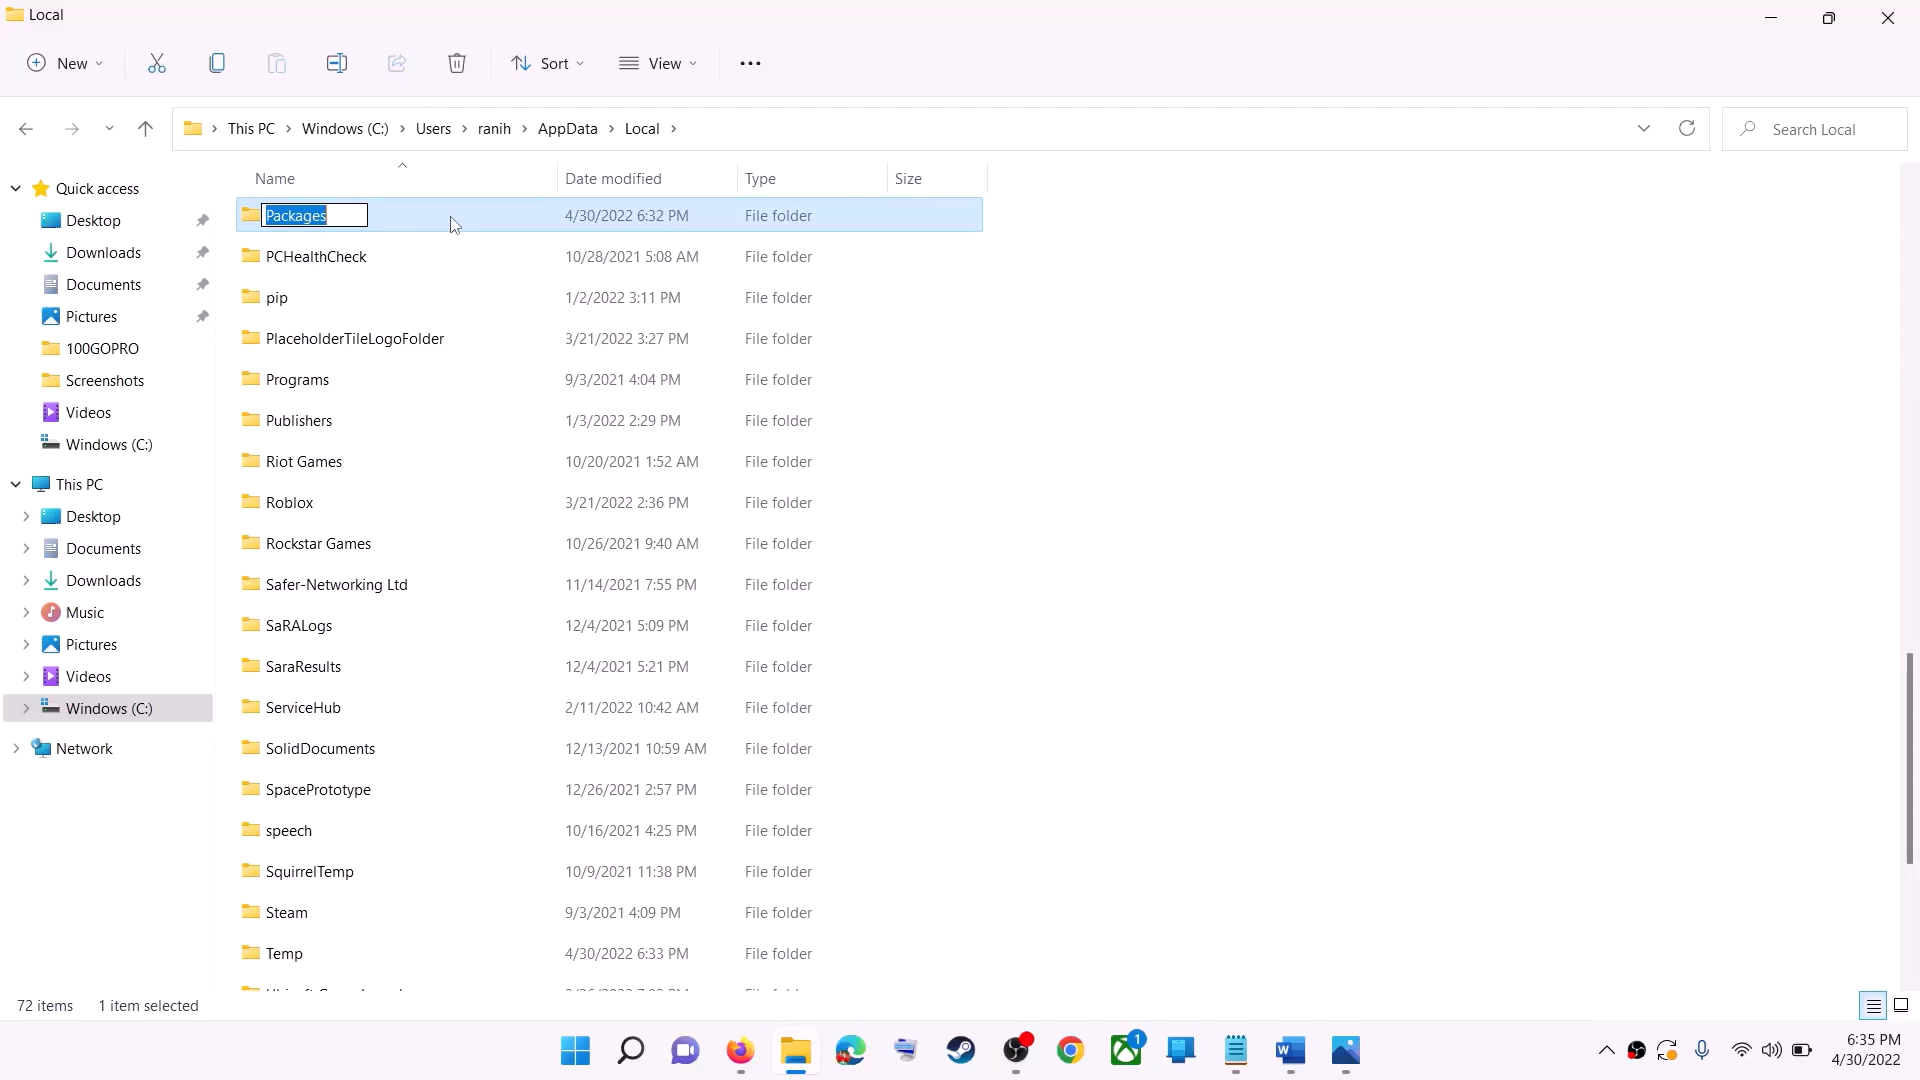 Local
New
Sort
View
This PC
Windows (C:)
Users
ranih
AppData
Local
Search Local
Name
Date modified
Type
Size
Quick access
Desktop
Downloads
Documents
Pictures
100GOPRO
Screenshots
Videos
Windows (C:)
This PC
Desktop
Documents
Downloads
Music
Pictures
Videos
Windows (C:)
Network
Packages 4/30/2022 6:32 PM File folder
PCHealthCheck 10/28/2021 5:08 AM File folder
pip 1/2/2022 3:11 PM File folder
PlaceholderTileLogoFolder 3/21/2022 3:27 PM File folder
Programs 9/3/2021 4:04 PM File folder
Publishers 1/3/2022 2:29 PM File folder
Riot Games 10/20/2021 1:52 AM File folder
Roblox 3/21/2022 2:36 PM File folder
Rockstar Games 10/26/2021 9:40 AM File folder
Safer-Networking Ltd 11/14/2021 7:55 PM File folder
SaRALogs 12/4/2021 5:09 PM File folder
SaraResults 12/4/2021 5:21 PM File folder
ServiceHub 2/11/2022 10:42 AM File folder
SolidDocuments 12/13/2021 10:59 AM File folder
SpacePrototype 12/26/2021 2:57 PM File folder
speech 10/16/2021 4:25 PM File folder
SquirrelTemp 10/9/2021 11:38 PM File folder
Steam 9/3/2021 4:09 PM File folder
Temp 4/30/2022 6:33 PM File folder
72 items 1 item selected
1
6:35 PM
4/30/2022